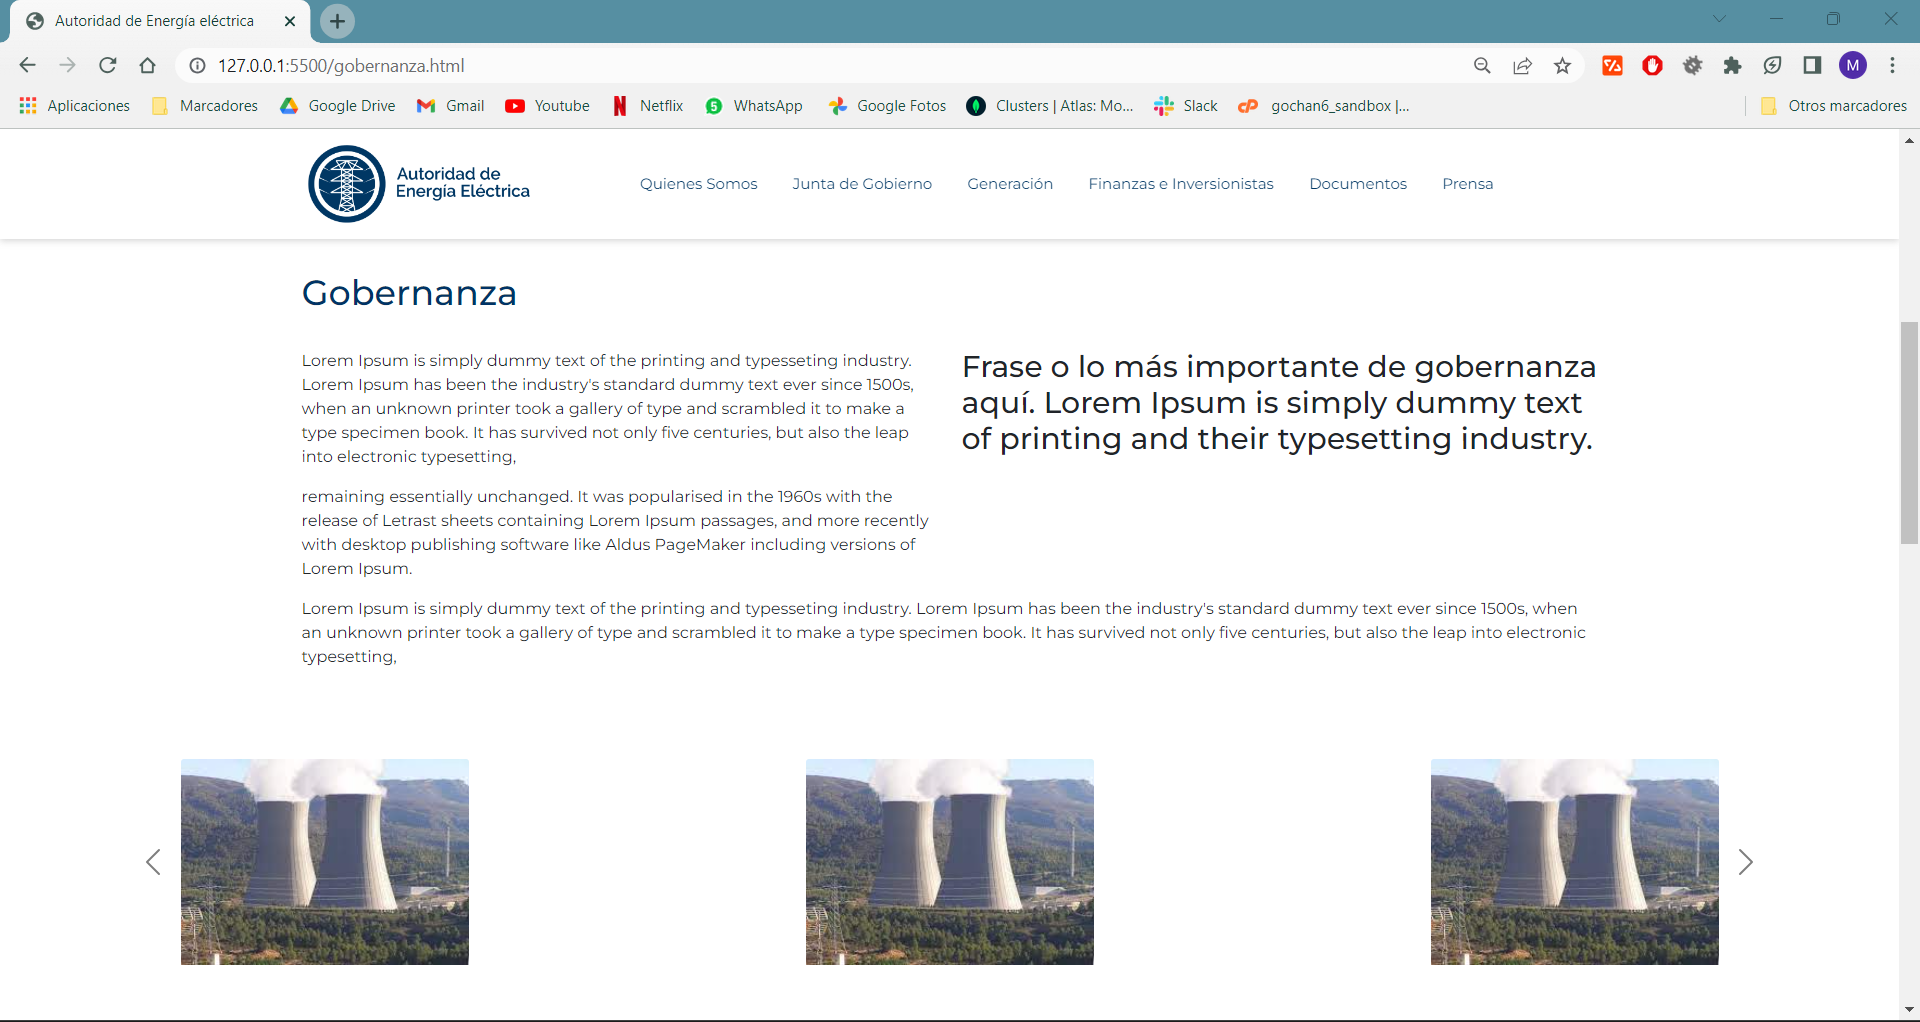 Autoridad de Energía eléctrica
127.0.0.1:5500/gobernanza.html
M
Aplicaciones Marcadores Google Drive Gmail Youtube Netflix 5 WhatsApp Google Fotos Clusters | Atlas: Mo... Slack cP gochan6_sandbox |... Otros marcadores
Autoridad de
Energía Eléctrica
Quienes Somos Junta de Gobierno Generación Finanzas e Inversionistas Documentos Prensa
Gobernanza
Lorem Ipsum is simply dummy text of the printing and typesseting industry.
Lorem Ipsum has been the industry's standard dummy text ever since 1500s,
when an unknown printer took a gallery of type and scrambled it to make a
type specimen book. It has survived not only five centuries, but also the leap
into electronic typesetting,
remaining essentially unchanged. It was popularised in the 1960s with the
release of Letrast sheets containing Lorem Ipsum passages, and more recently
with desktop publishing software like Aldus PageMaker including versions of
Lorem Ipsum.
Frase o lo más importante de gobernanza
aquí. Lorem Ipsum is simply dummy text
of printing and their typesetting industry.
Lorem Ipsum is simply dummy text of the printing and typesseting industry. Lorem Ipsum has been the industry's standard dummy text ever since 1500s, when
an unknown printer took a gallery of type and scrambled it to make a type specimen book. It has survived not only five centuries, but also the leap into electronic
typesetting,